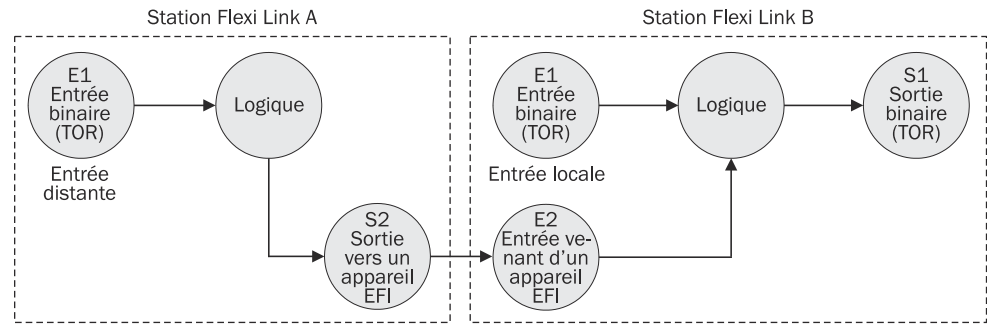 Station Flexi Link A
Station Flexi Link B
E1
Entrée
binaire
(TOR)
Logique
Entrée
distante
S2
Sortie
vers un
appareil
EFI
E1
Entrée
binaire
(TOR)
Logique
S1
Sortie
binaire
(TOR)
Entrée locale
E2
Entrée ve-
nant d'un
appareil
EFI